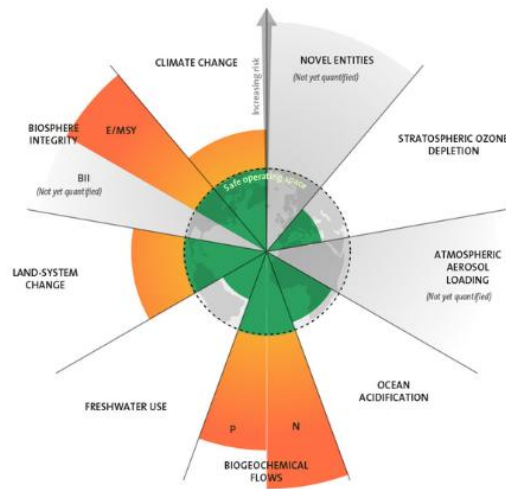 CLIMATE CHANGE
Increasing risk
NOVEL ENTITIES
(Not yet quantified)
BIOSPHERE
INTEGRITY
E/MSY
STRATOSPHERIC OZONE
DEPLETION
BII
(Not yet quantified)
Safe operating space
LAND-SYSTEM
CHANGE
ATMOSPHERIC
AEROSOL
LOADING
(Not yet quantified)
FRESHWATER USE
OCEAN
ACIDIFICATION
P
N
BIOGEOCHEMICAL
FLOWS